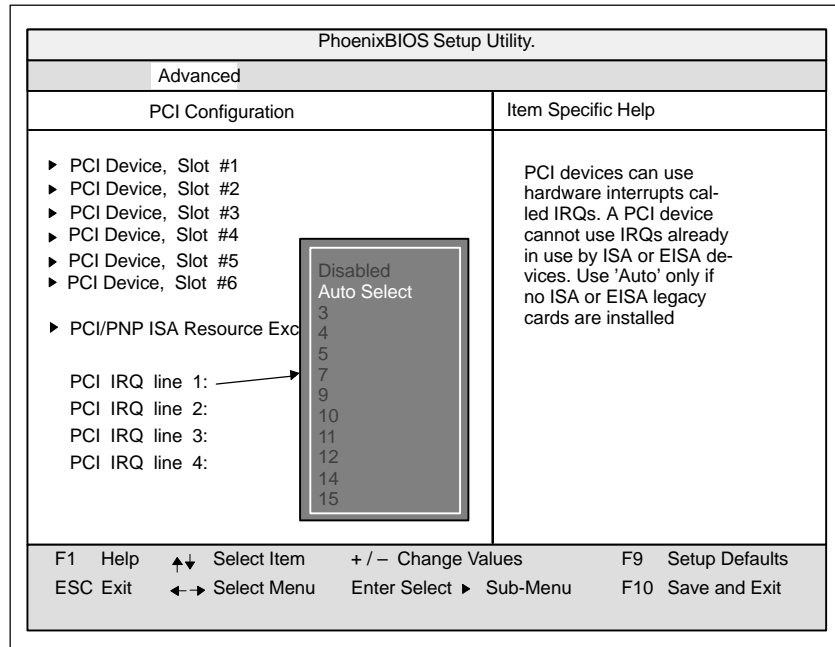 PhoenixBIOS Setup Utility.
Advanced
PCI Configuration
Item Specific Help
PCI Device, Slot #1
PCI Device, Slot #2
PCI Device, Slot #3
PCI Device, Slot #4
PCI Device, Slot #5
PCI Device, Slot #6
PCI/PNP ISA Resource Exc
PCI IRQ line 1:
PCI IRQ line 2:
PCI IRQ line 3:
PCI IRQ line 4:
Disabled
Auto Select
3
4
5
7
9
10
11
12
14
15
PCI devices can use
hardware interrupts cal-
led IRQs. A PCI device
cannot use IRQs already
in use by ISA or EISA de-
vices. Use 'Auto' only if
no ISA or EISA legacy
cards are installed
F1 Help Select Item + / – Change Values F9 Setup Defaults
ESC Exit Select Menu Enter Select Sub-Menu F10 Save and Exit